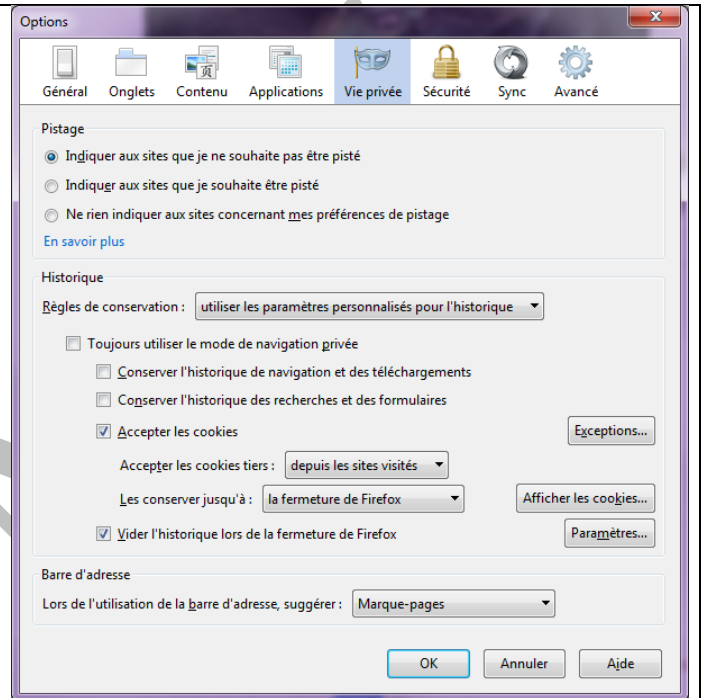 Options
Général Onglets Contenu Applications Vie privée Sécurité Sync Avancé
Pistage
Indiquer aux sites que je ne souhaite pas être pisté
Indiquer aux sites que je souhaite être pisté
Ne rien indiquer aux sites concernant mes préférences de pistage
En savoir plus
Historique
Règles de conservation : utiliser les paramètres personnalisés pour l'historique
Toujours utiliser le mode de navigation privée
Conserver l'historique de navigation et des téléchargements
Conserver l'historique des recherches et des formulaires
Accepter les cookies Exceptions...
Accepter les cookies tiers : depuis les sites visités
Les conserver jusqu'à : la fermeture de Firefox Afficher les cookies...
Vider l'historique lors de la fermeture de Firefox Paramètres...
Barre d'adresse
Lors de l'utilisation de la barre d'adresse, suggérer : Marque-pages
OK Annuler Aide